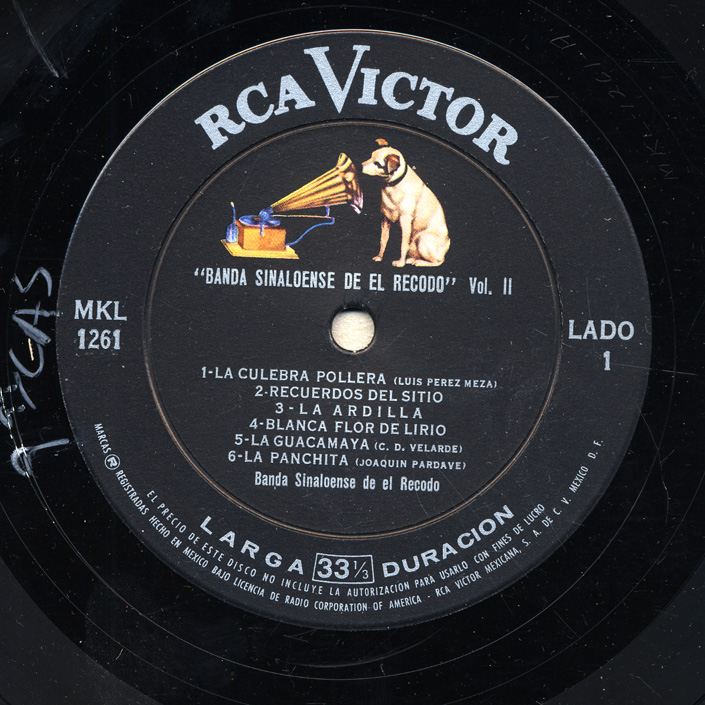 RCA VICTOR
"BANDA SINALOENSE DE EL RECODO" Vol. II
MKL
1261
LADO
1
1-LA CULEBRA POLLERA (LUIS PEREZ MEZA)
2-RECUERDOS DEL SITIO
3-LA ARDILLA
4-BLANCA FLOR DE LIRIO
5-LA GUACAMAYA (C. D. VELARDE)
6-LA PANCHITA (JOAQUIN PARDAVE)
Banda Sinaloense de el Recodo
LARGA 33 1/3 DURACION
EL PRECIO DE ESTE DISCO NO INCLUYE LA AUTORIZACIÓN PARA USARLO CON FINES DE LUCRO
MARCAS ® REGISTRADAS HECHO EN MEXICO BAJO LICENCIA DE RADIO CORPORATION OF AMERICA - RCA VICTOR MEXICANA, S. A. DE C. V. MEXICO D. F.